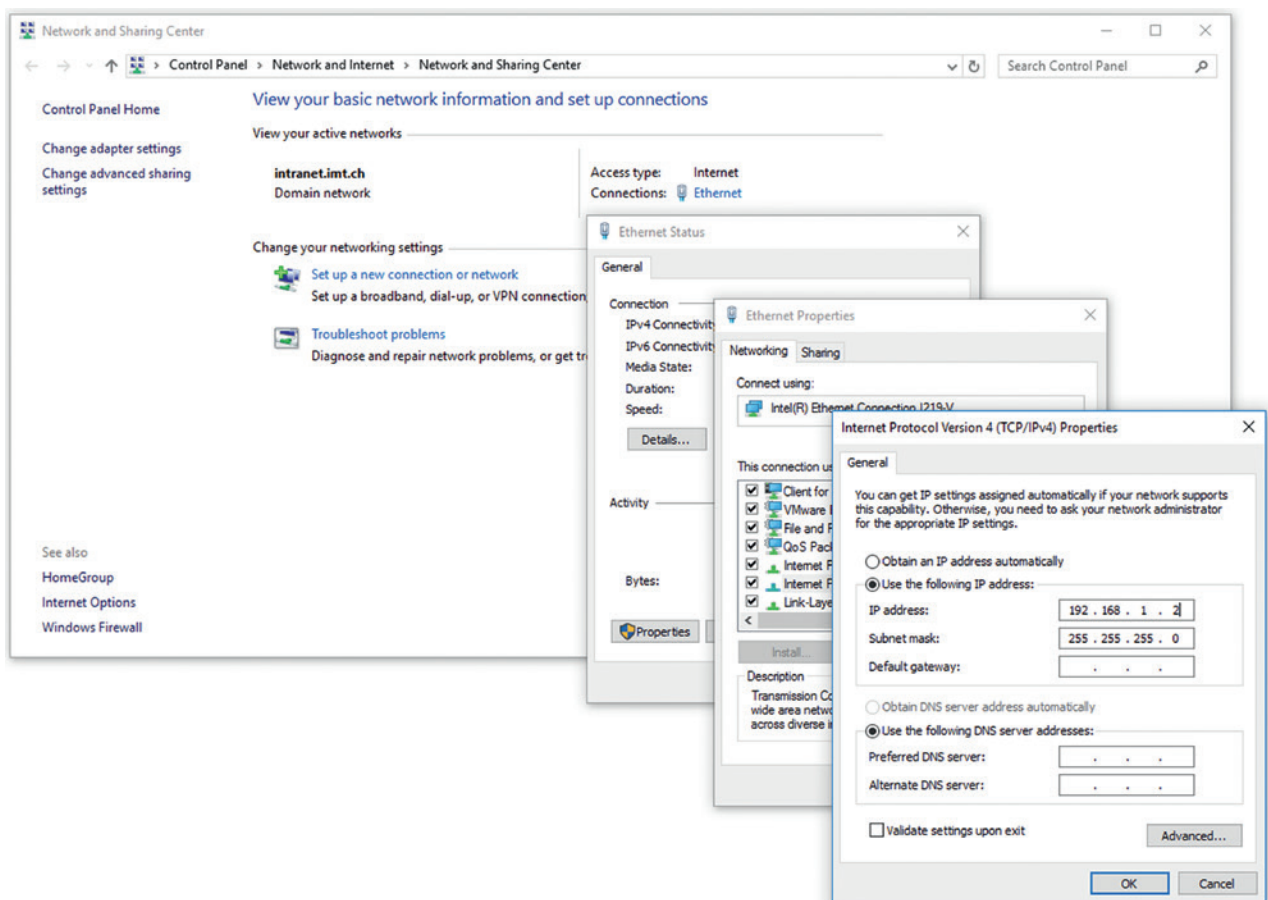 Network and Sharing Center
Control Panel > Network and Internet > Network and Sharing Center
Search Control Panel
Control Panel Home
Change adapter settings
Change advanced sharing
settings
View your basic network information and set up connections
View your active networks
intranet.imt.ch
Domain network
Access type: Internet
Connections: Ethernet
Change your networking settings
Set up a new connection or network
Set up a broadband, dial-up, or VPN connection
Troubleshoot problems
Diagnose and repair network problems, or get
See also
HomeGroup
Internet Options
Windows Firewall
Ethernet Status
General
Connection
IPv4
IPv6
Media State:
Duration:
Speed:
Details...
Activity
Bytes:
Properties
Ethernet Properties
Networking
Sharing
Connect using:
Intel(R) Ethernet Connection I219-V
This connection
Client for
VMware
File and
QoS
Internet
Internet
Install...
Description
Transmission
wide area
across diverse
Internet Protocol Version 4 (TCP/IPv4) Properties
General
You can get IP settings assigned automatically if your network supports
this capability. Otherwise, you need to ask your network administrator
for the appropriate IP settings.
Obtain an IP address automatically
Use the following IP address:
IP address: 192 . 168 . 1 . 2
Subnet mask: 255 . 255 . 255 . 0
Default gateway: . . .
Obtain DNS server address automatically
Use the following DNS server addresses:
Preferred DNS server: . . .
Alternate DNS server: . . .
Validate settings upon exit
Advanced...
OK
Cancel